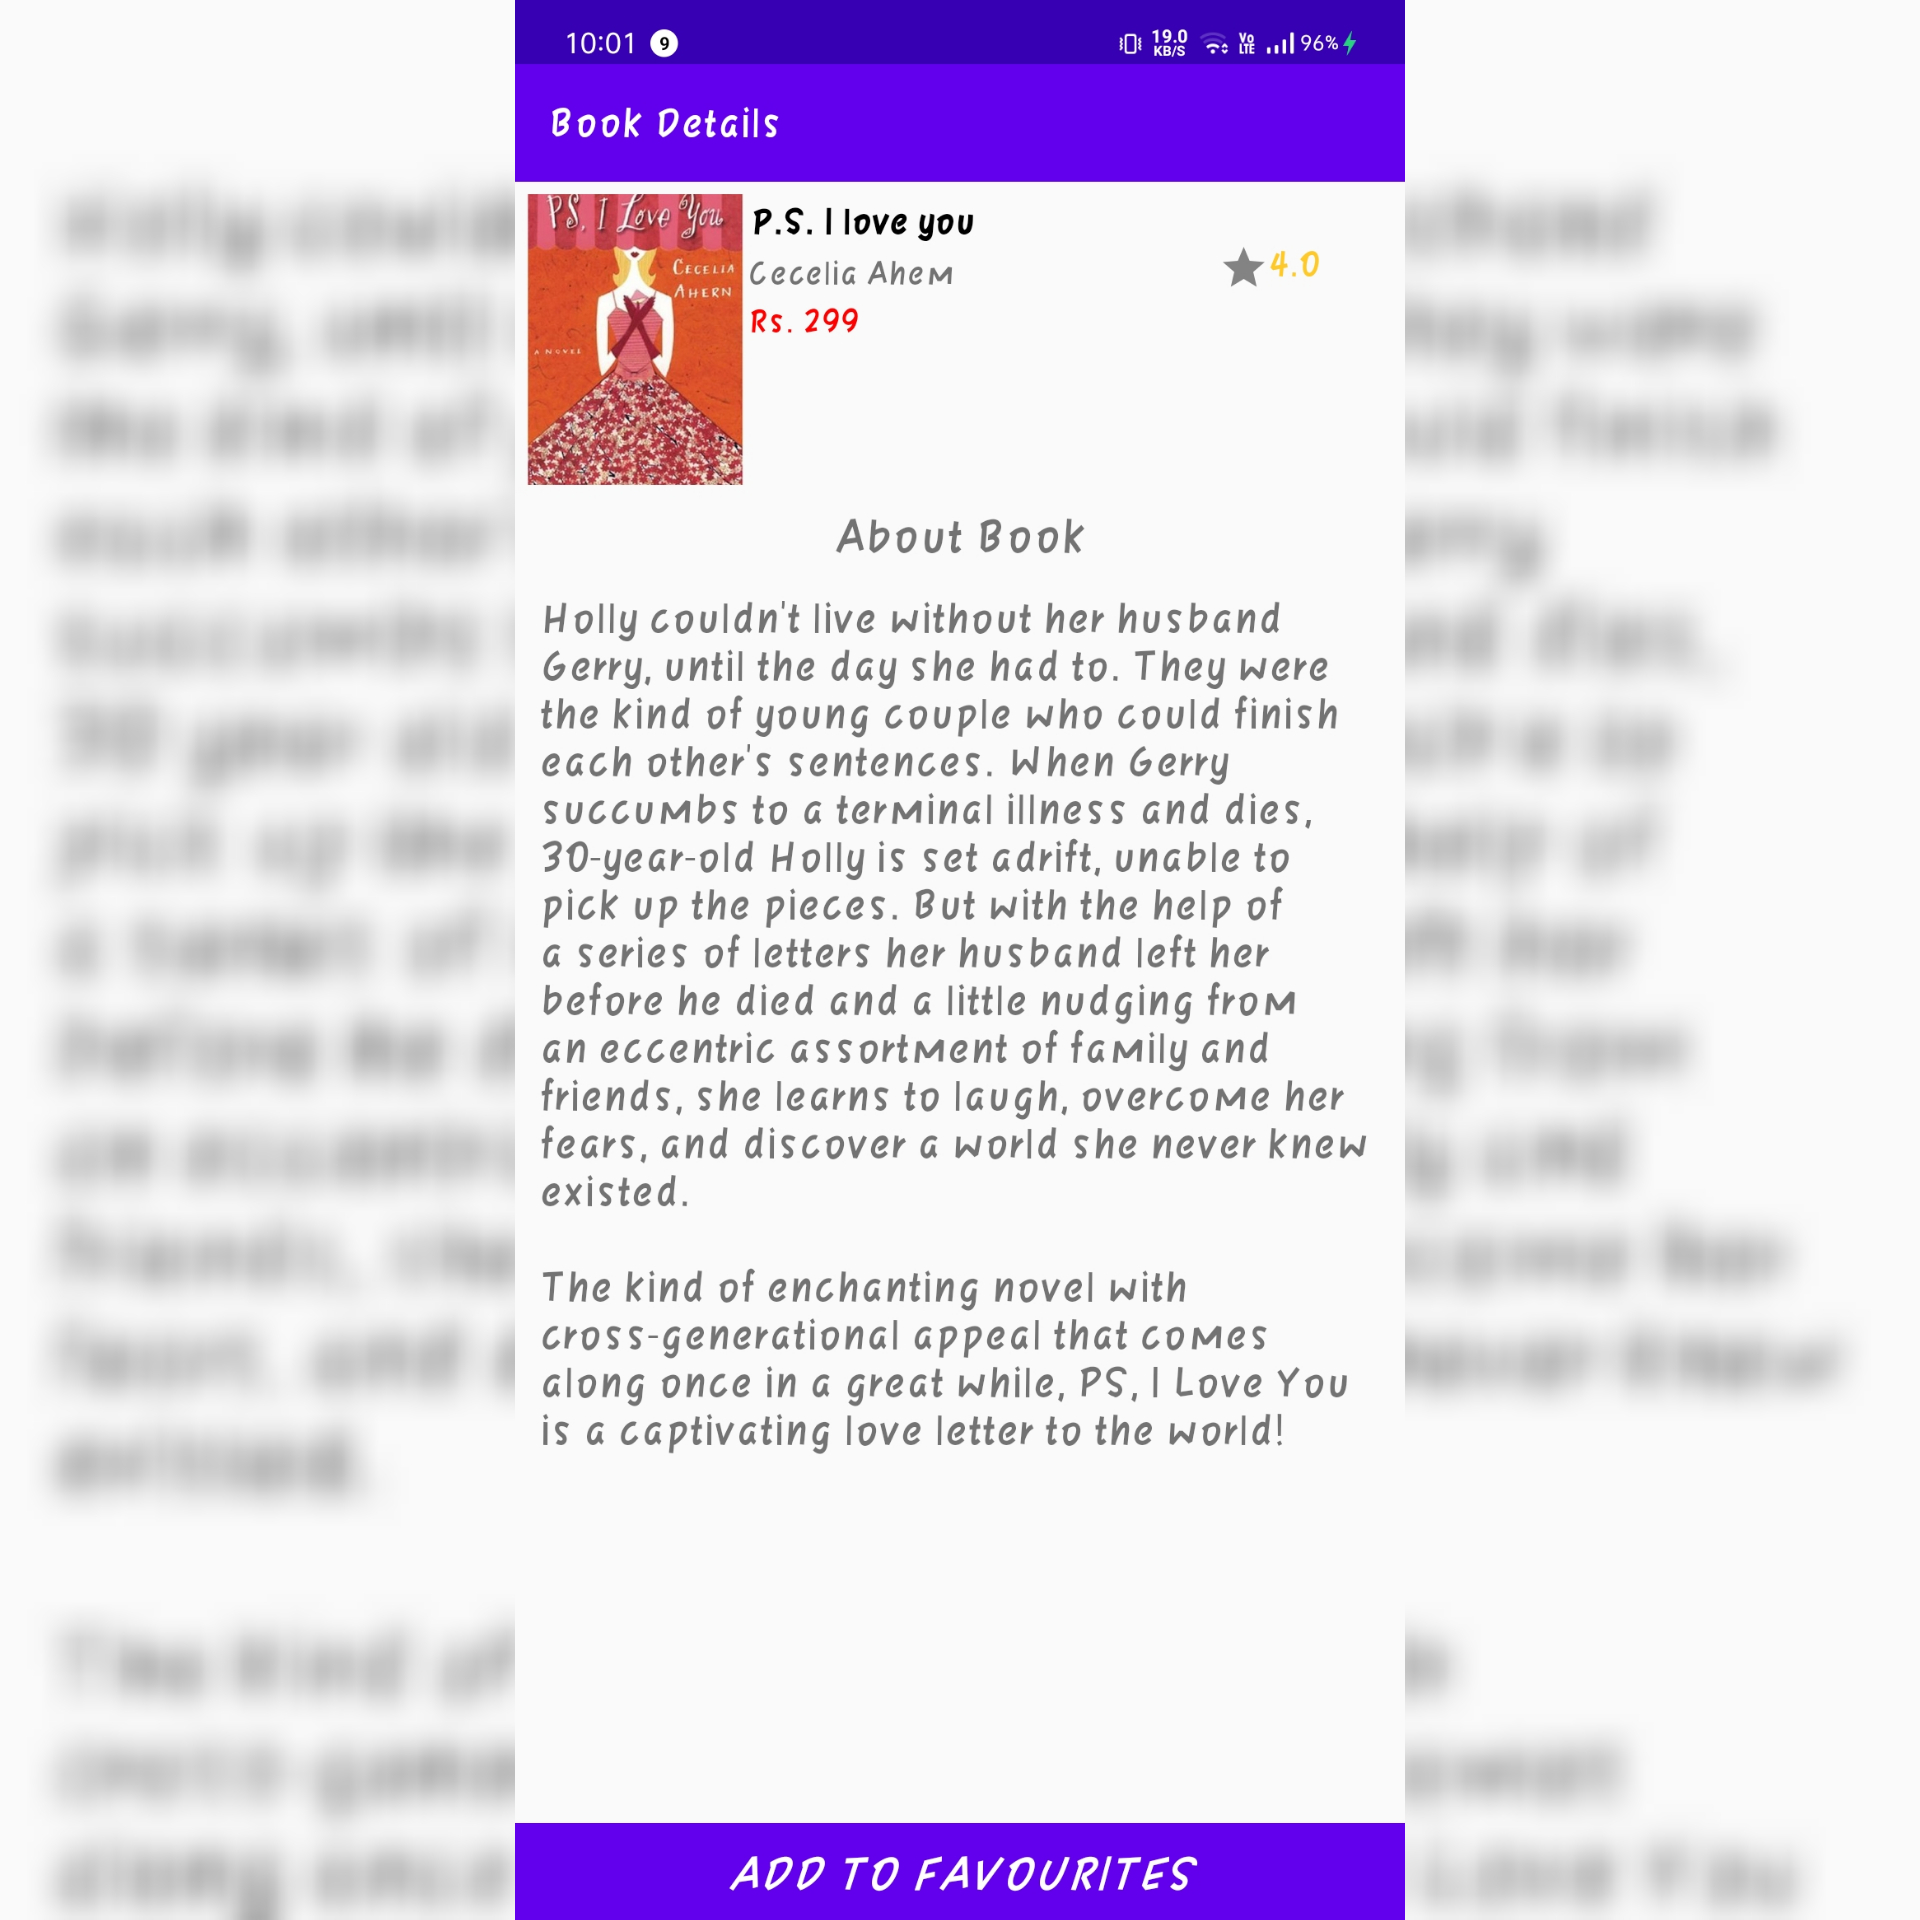 10:01 9 19.0 KB/S Vo LTE 96%
Book Details
PS, I Love You
CECELIA
AHERN
A NOVEL
P.S. I love you
Cecelia Ahem
Rs. 299
4.0
About Book
Holly couldn't live without her husband
Gerry, until the day she had to. They were
the kind of young couple who could finish
each other's sentences. When Gerry
succumbs to a terminal illness and dies,
30-year-old Holly is set adrift, unable to
pick up the pieces. But with the help of
a series of letters her husband left her
before he died and a little nudging from
an eccentric assortment of family and
friends, she learns to laugh, overcome her
fears, and discover a world she never knew
existed.
The kind of enchanting novel with
cross-generational appeal that comes
along once in a great while, PS, I Love You
is a captivating love letter to the world!
ADD TO FAVOURITES